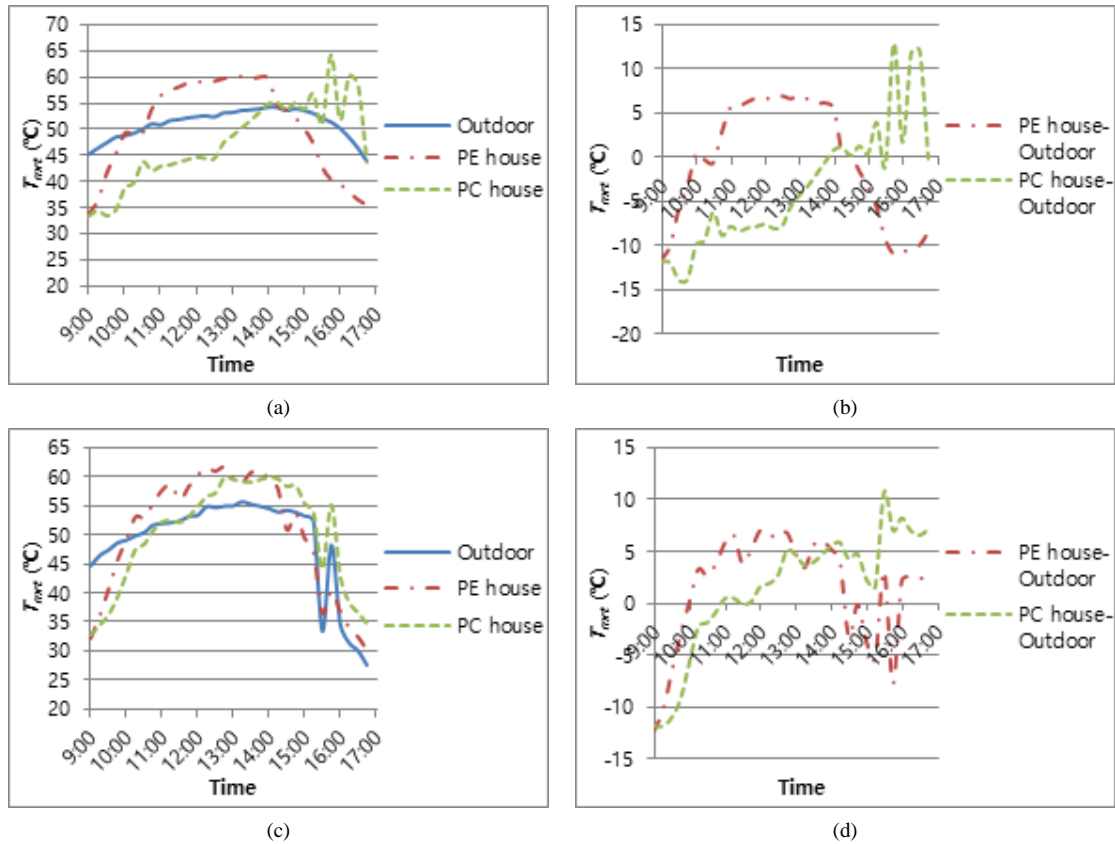 70
65
60
55
50
45
40
35
30
25
20
Tmrt (℃)
9:00
10:00
11:00
12:00
13:00
14:00
15:00
16:00
17:00
Time
Outdoor
PE house
PC house
(a)
15
10
5
0
-5
-10
-15
-20
Tmrt (℃)
9:00
10:00
11:00
12:00
13:00
14:00
15:00
16:00
17:00
Time
PE house-
Outdoor
PC house-
Outdoor
(b)
65
60
55
50
45
40
35
30
25
20
Tmrt (℃)
9:00
10:00
11:00
12:00
13:00
14:00
15:00
16:00
17:00
Time
Outdoor
PE house
PC house
(c)
15
10
5
0
-5
-10
-15
Tmrt (℃)
9:00
10:00
11:00
12:00
13:00
14:00
15:00
16:00
17:00
Time
PE house-
Outdoor
PC house-
Outdoor
(d)